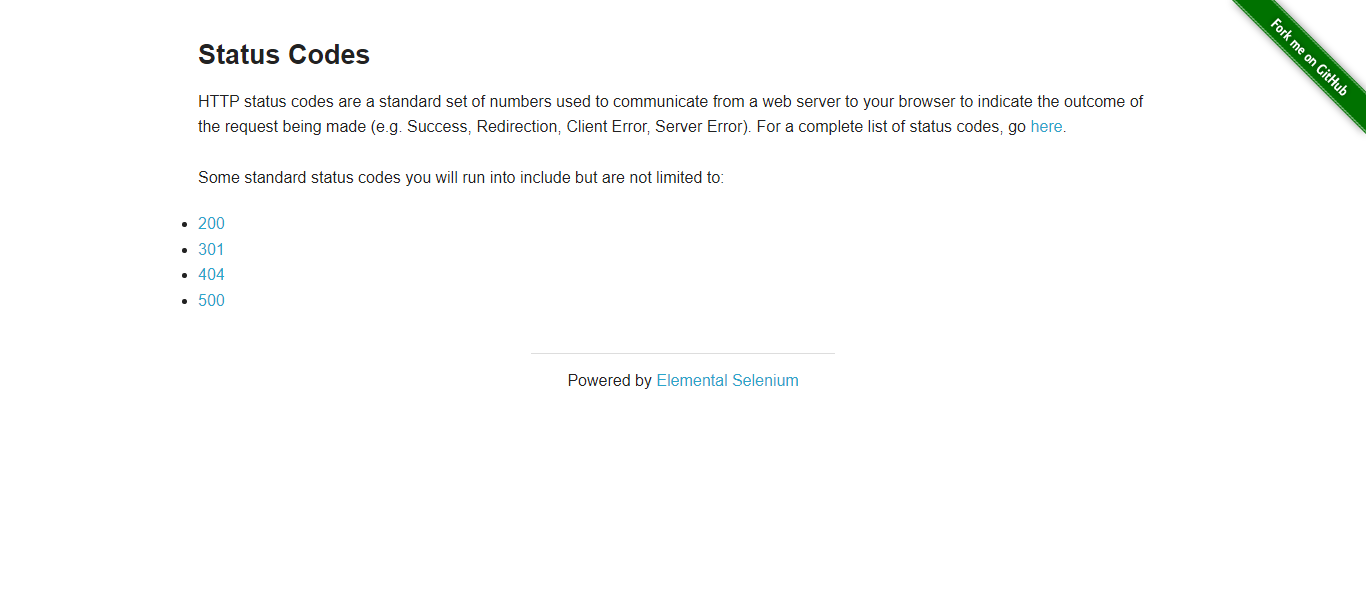 Fork me on GitHub
Status Codes
HTTP status codes are a standard set of numbers used to communicate from a web server to your browser to indicate the outcome of
the request being made (e.g. Success, Redirection, Client Error, Server Error). For a complete list of status codes, go here.
Some standard status codes you will run into include but are not limited to:
200
301
404
500
Powered by Elemental Selenium